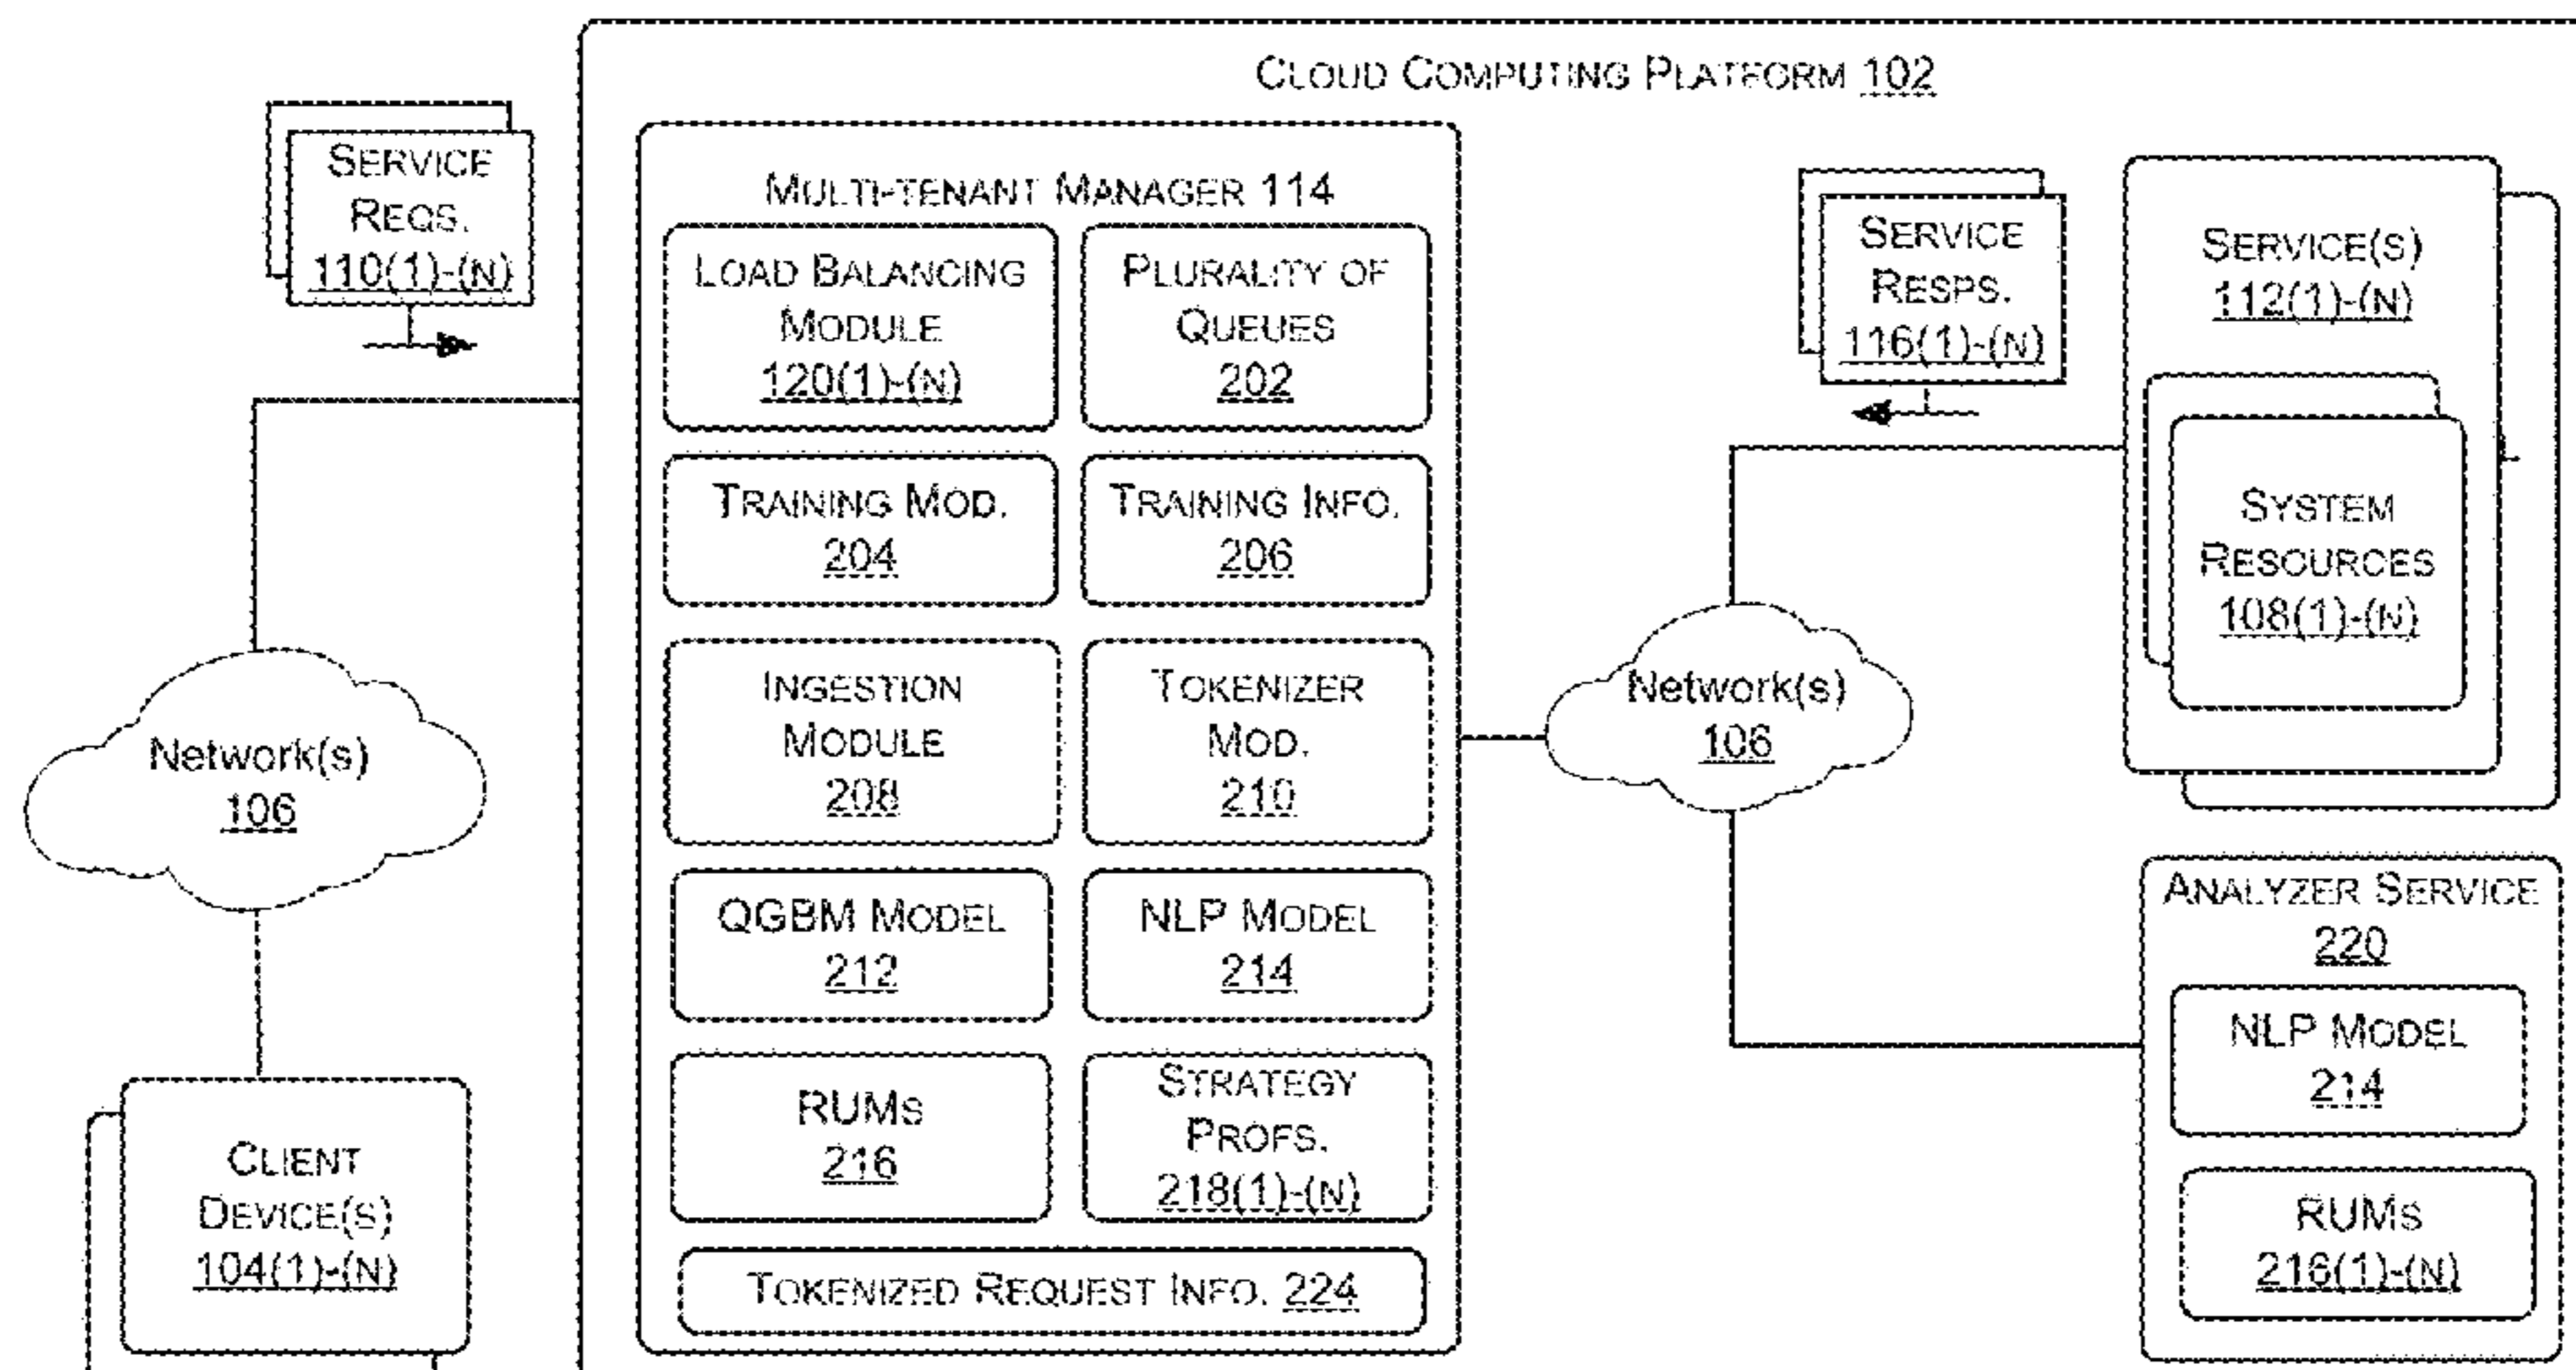 CLOUD COMPUTING PLATFORM 102
SERVICE
REQS.
110(1)-(N)
MULTI-TENANT MANAGER 114
LOAD BALANCING
MODULE
120(1)-(N)
PLURALITY OF
QUEUES
202
TRAINING MOD.
204
TRAINING INFO.
206
INGESTION
MODULE
208
TOKENIZER
MOD.
210
QGBM MODEL
212
NLP MODEL
214
RUMS
216
STRATEGY
PROFS.
218(1)-(N)
TOKENIZED REQUEST INFO. 224
Network(s)
106
CLIENT
DEVICE(S)
104(1)-(N)
SERVICE
RESPS.
116(1)-(N)
Network(s)
106
SERVICE(S)
112(1)-(N)
SYSTEM
RESOURCES
108(1)-(N)
ANALYZER SERVICE
220
NLP MODEL
214
RUMS
216(1)-(N)